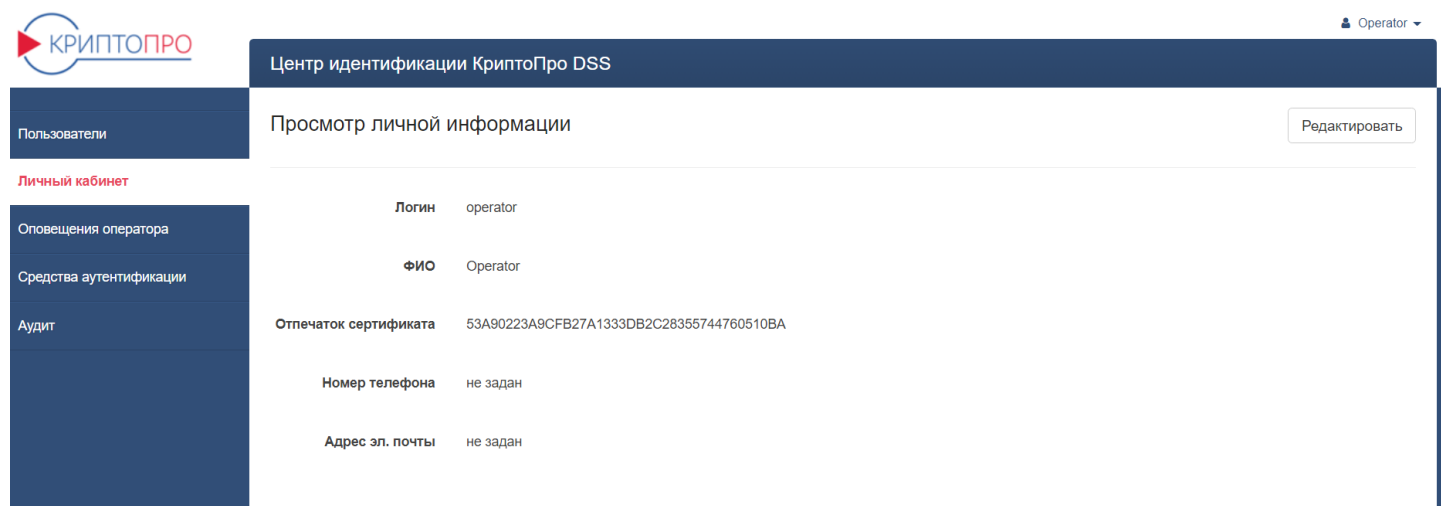 КРИПТОПРО
Operator
Центр идентификации КриптоПро DSS
Пользователи
Личный кабинет
Оповещения оператора
Средства аутентификации
Аудит
Просмотр личной информации
Редактировать
Логин operator
ФИО Operator
Отпечаток сертификата 53A90223A9CFB27A1333DB2C28355744760510BA
Номер телефона не задан
Адрес эл. почты не задан